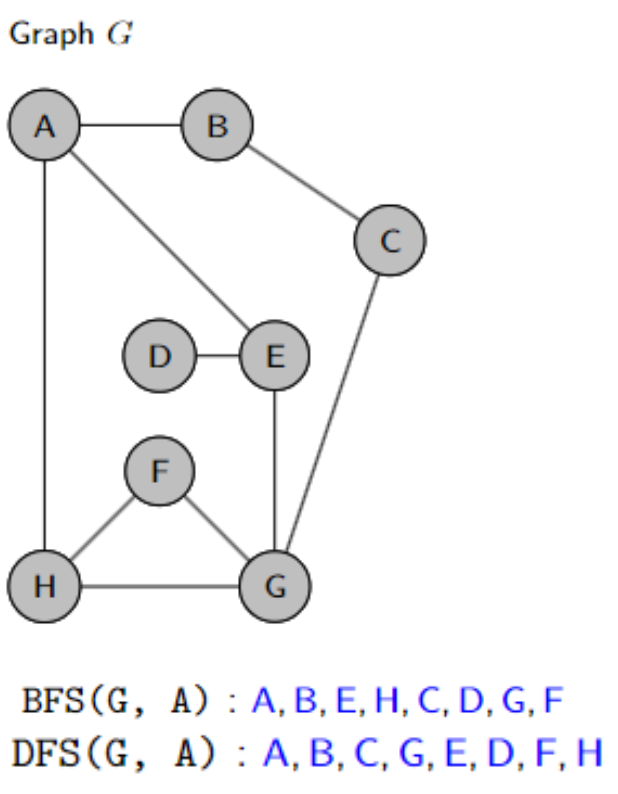 Graph G
A B
C
D E
F
H G
BFS(G, A) : A, B, E, H, C, D, G, F
DFS(G, A) : A, B, C, G, E, D, F, H